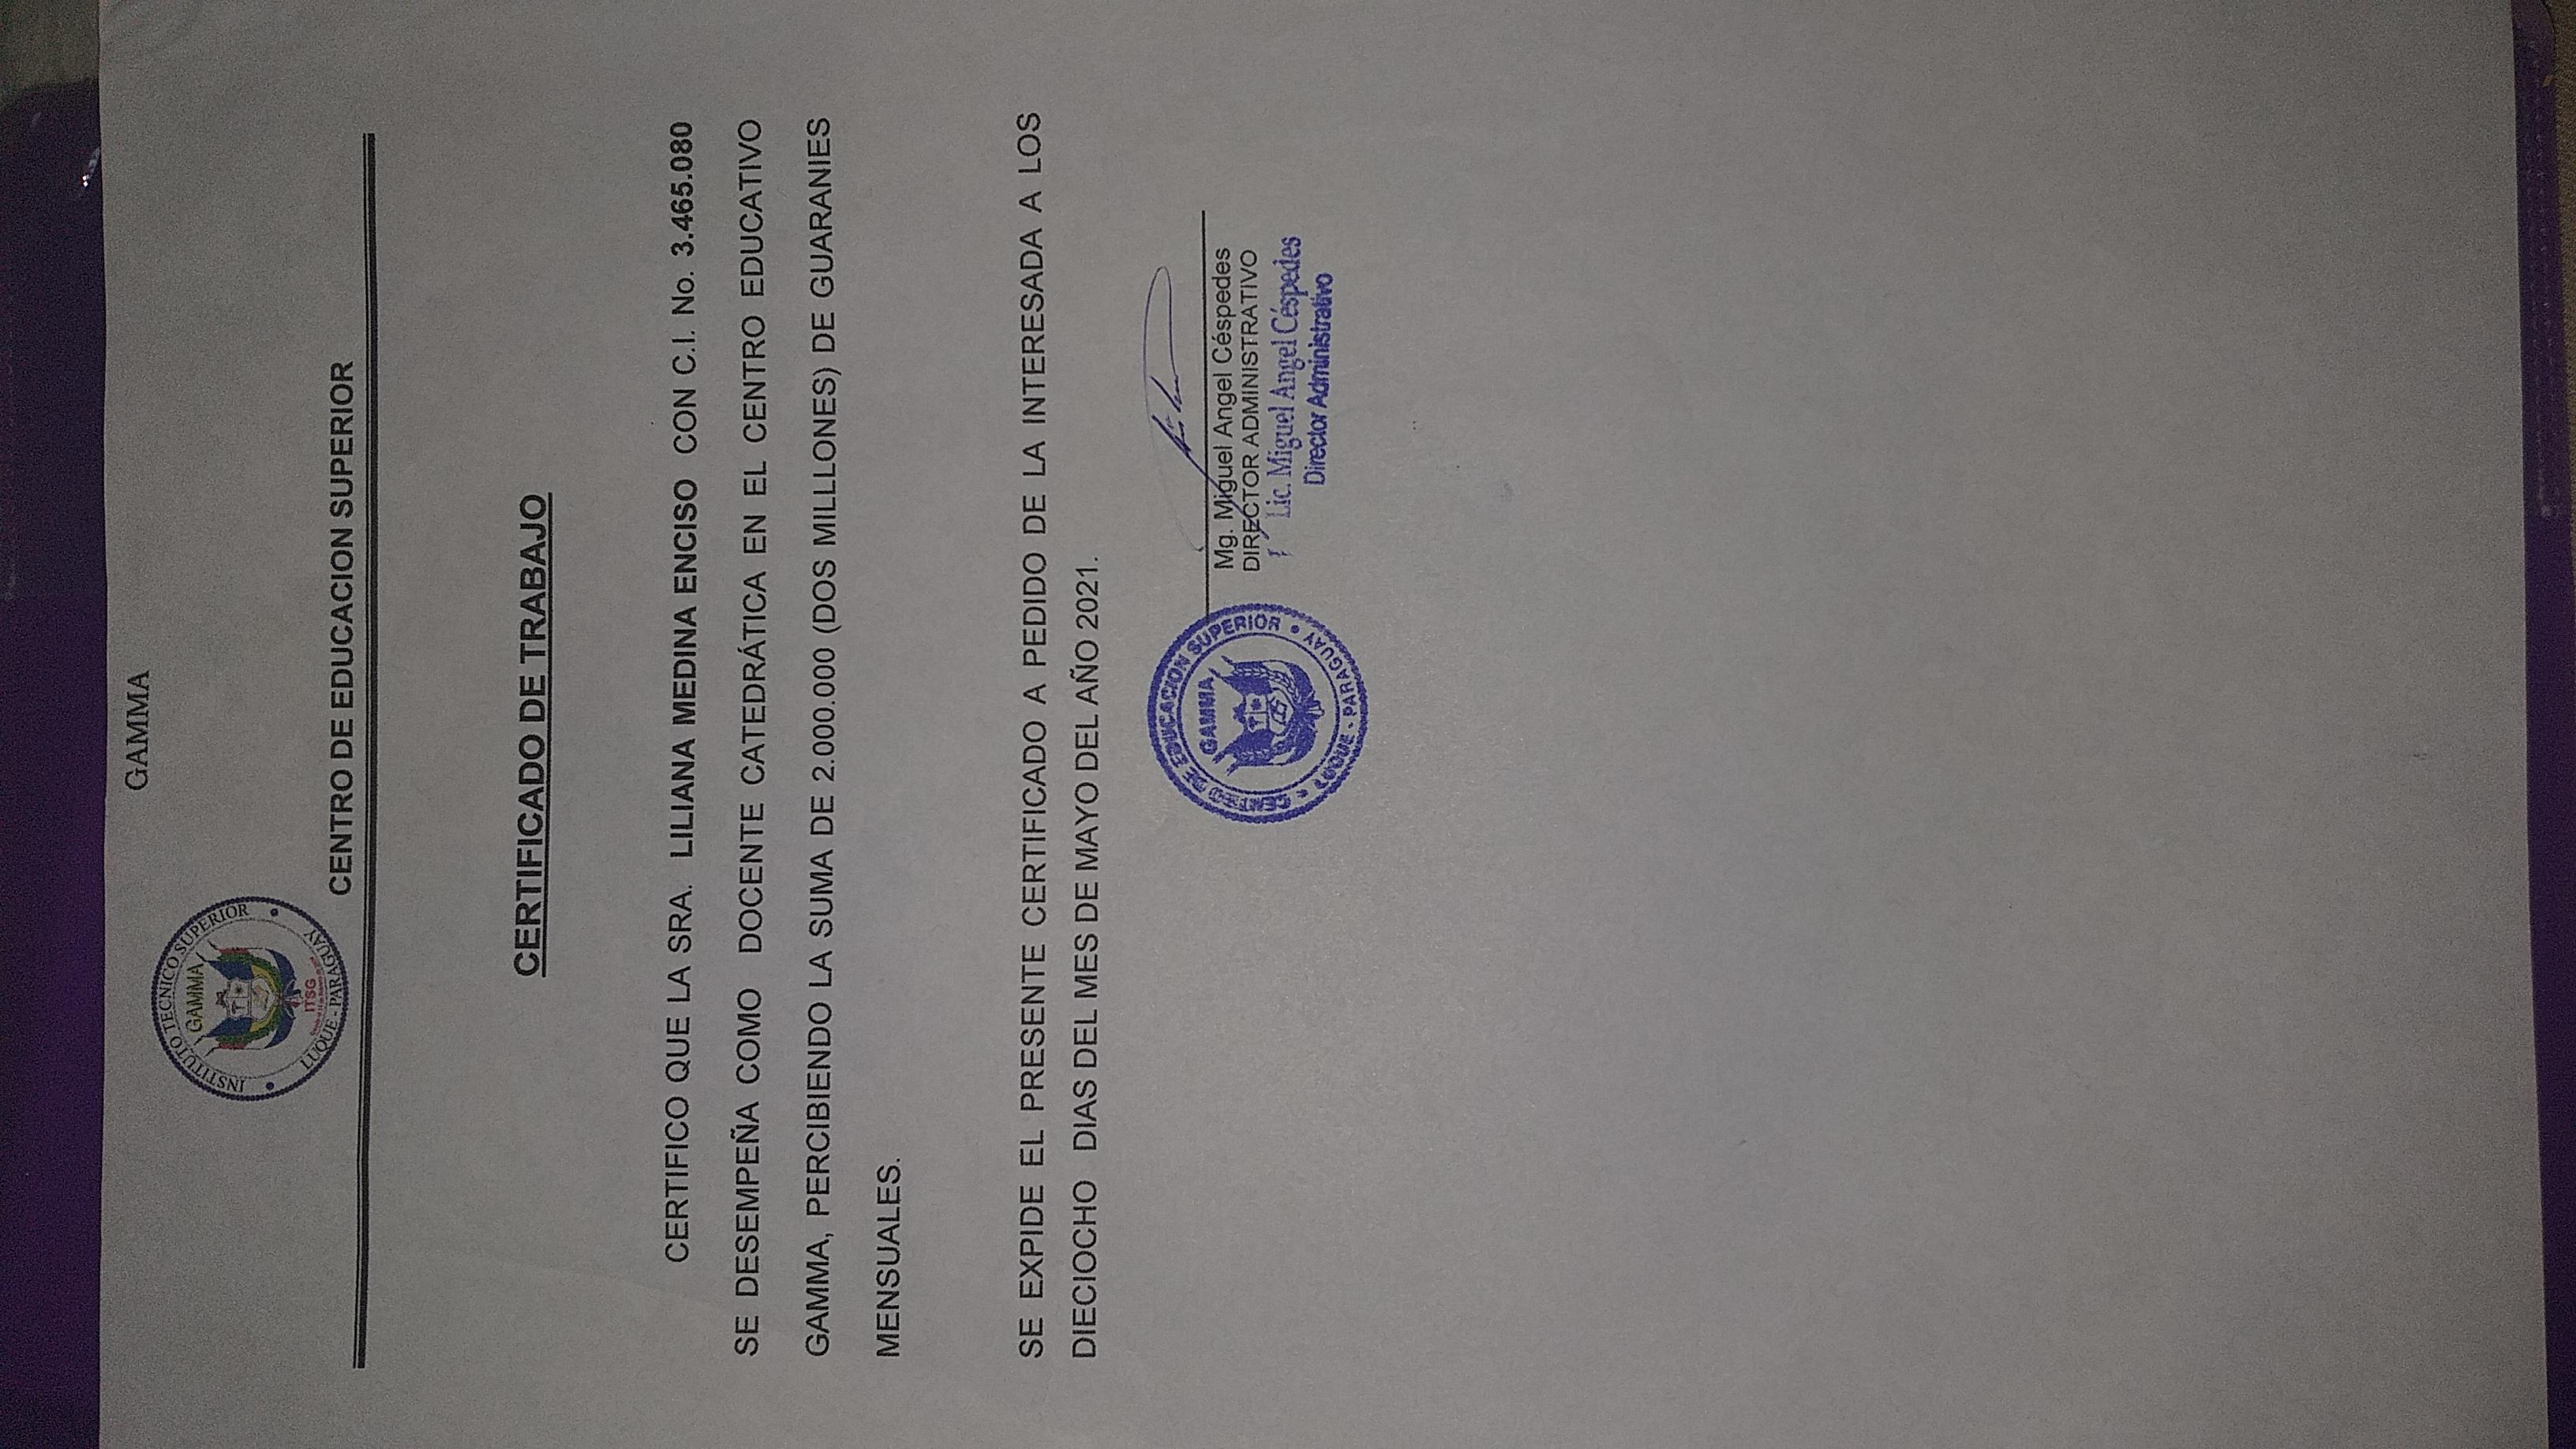 GAMMA
INSTITUTO TECNICO SUPERIOR
GAMMA
ITSG
LUQUE - PARAGUAY
CENTRO DE EDUCACION SUPERIOR
CERTIFICADO DE TRABAJO
CERTIFICO QUE LA SRA. LILIANA MEDINA ENCISO CON C.I. No. 3.465.080
SE DESEMPEÑA COMO DOCENTE CATEDRÁTICA EN EL CENTRO EDUCATIVO
GAMMA, PERCIBIENDO LA SUMA DE 2.000.000 (DOS MILLLONES) DE GUARANIES
MENSUALES.
SE EXPIDE EL PRESENTE CERTIFICADO A PEDIDO DE LA INTERESADA A LOS
DIECIOCHO DIAS DEL MES DE MAYO DEL AÑO 2021.
CENTRO DE EDUCACION SUPERIOR
GAMMA
LUQUE - PARAGUAY
Mg. Miguel Angel Céspedes
DIRECTOR ADMINISTRATIVO
Lic. Miguel Angel Céspedes
Director Administrativo